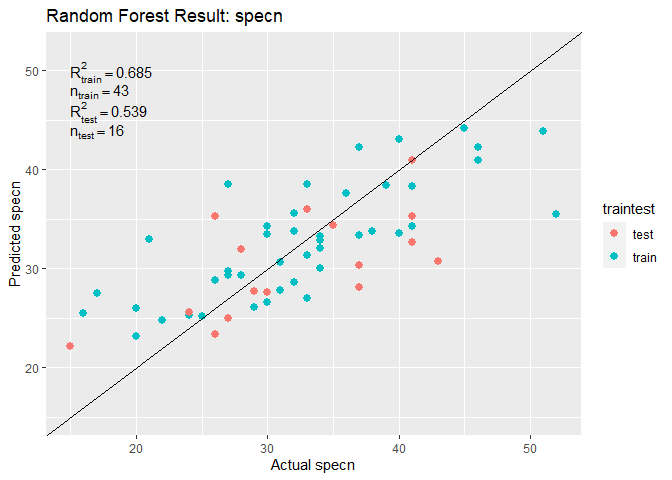 Random Forest Result: specn
R²train = 0.685
ntrain = 43
R²test = 0.539
ntest = 16
50
40
30
20
Predicted specn
20 30 40 50
Actual specn
traintest
test
train